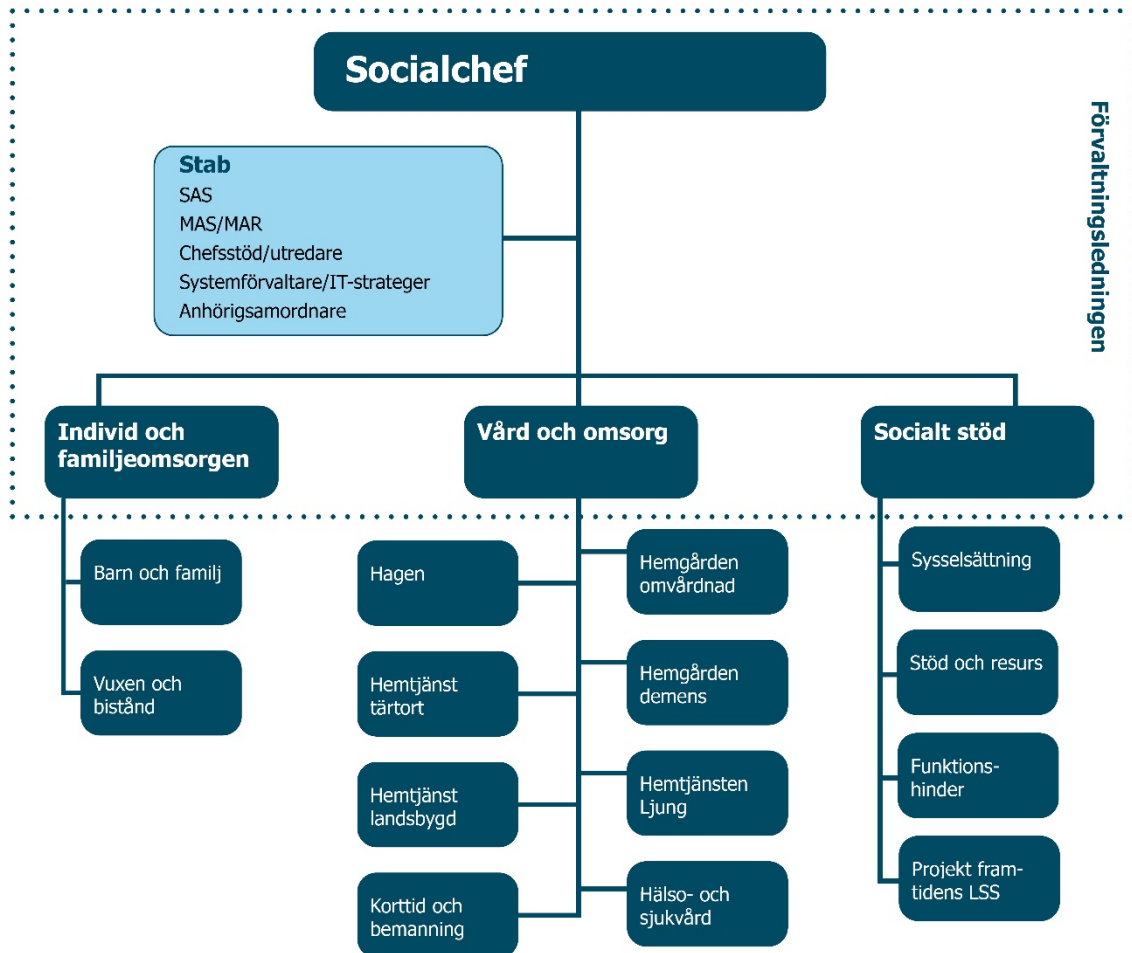 Socialchef
Förvaltningsledningen
Stab
SAS
MAS/MAR
Chefsstöd/utredare
Systemförvaltare/IT-strateger
Anhörigsamordnare
Individ och
familjeomsorgen
Vård och omsorg
Socialt stöd
Barn och familj
Vuxen och
bistånd
Hagen
Hemtjänst
tärtort
Hemtjänst
landsbygd
Korttid och
bemanning
Hemgården
omvårdnad
Hemgården
demens
Hemtjänsten
Ljung
Hälso- och
sjukvård
Sysselsättning
Stöd och resurs
Funktions-
hinder
Projekt fram-
tidens LSS